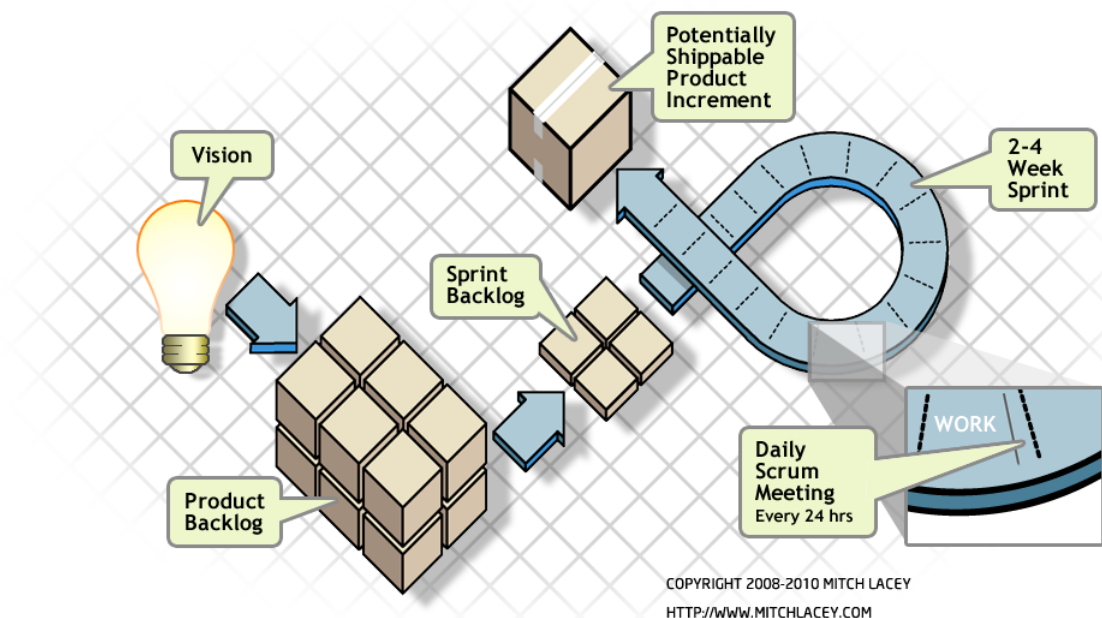 Potentially
Shippable
Product
Increment
Vision
2-4
Week
Sprint
Sprint
Backlog
WORK
Daily
Scrum
Meeting
Every 24 hrs
Product
Backlog
COPYRIGHT 2008-2010 MITCH LACEY
HTTP://WWW.MITCHLACEY.COM